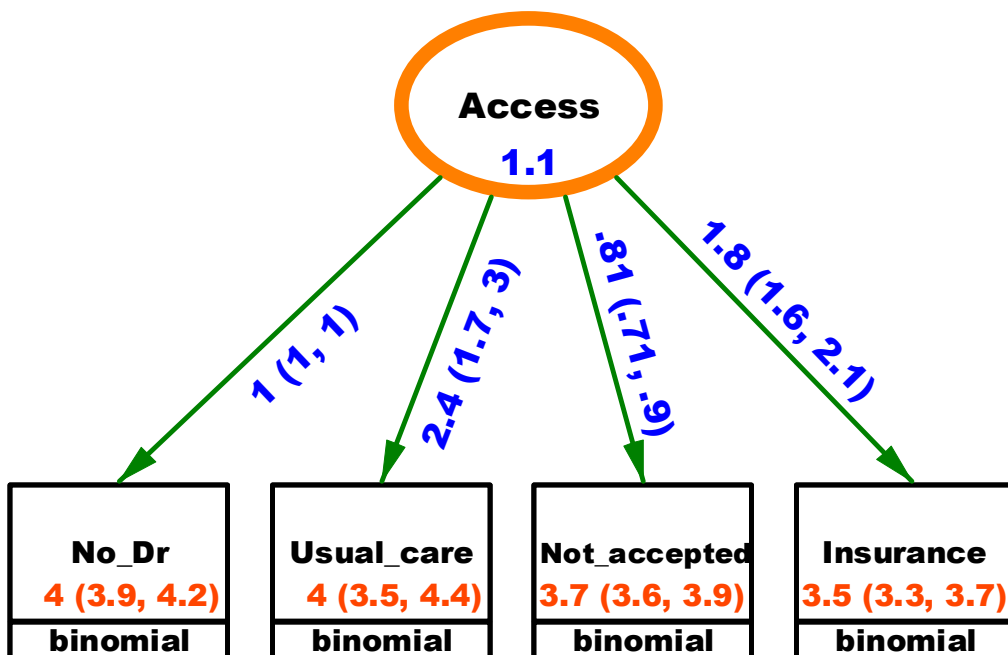 Access
1.1
1 (1, 1)
2.4 (1.7, 3)
.81 (.71, .9)
1.8 (1.6, 2.1)
No_Dr
4 (3.9, 4.2)
binomial
Usual_care
4 (3.5, 4.4)
binomial
Not_accepted
3.7 (3.6, 3.9)
binomial
Insurance
3.5 (3.3, 3.7)
binomial